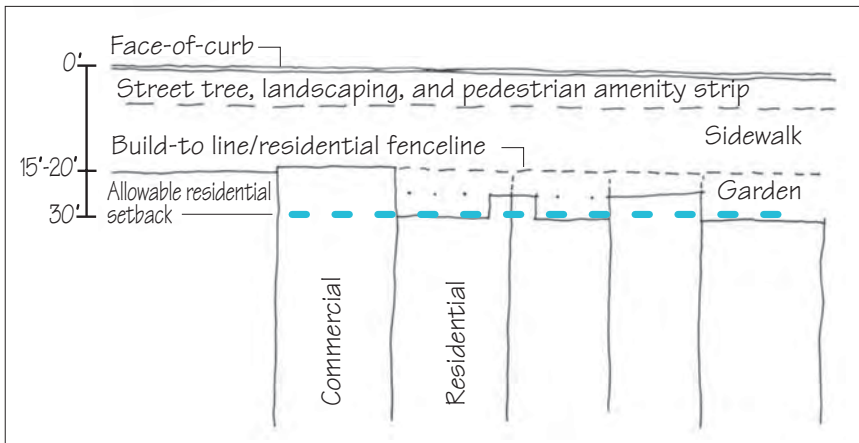 Face-of-curb
0'
Street tree, landscaping, and pedestrian amenity strip
Sidewalk
Build-to line/residential fenceline
15'-20'
Allowable residential
setback
Garden
30'
Commercial
Residential